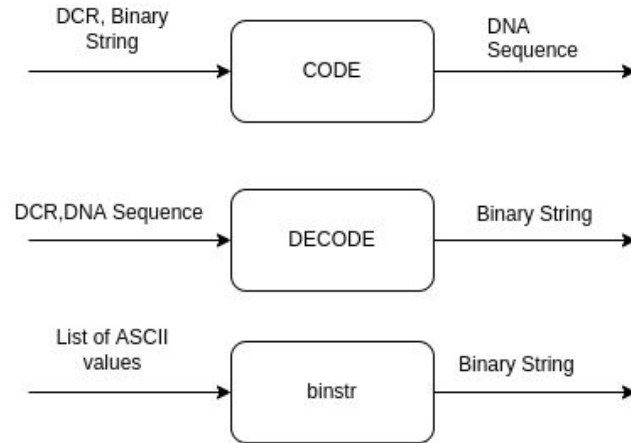 DCR, Binary
String
CODE
DNA
Sequence
DCR,DNA Sequence
DECODE
Binary String
List of ASCII
values
binstr
Binary String